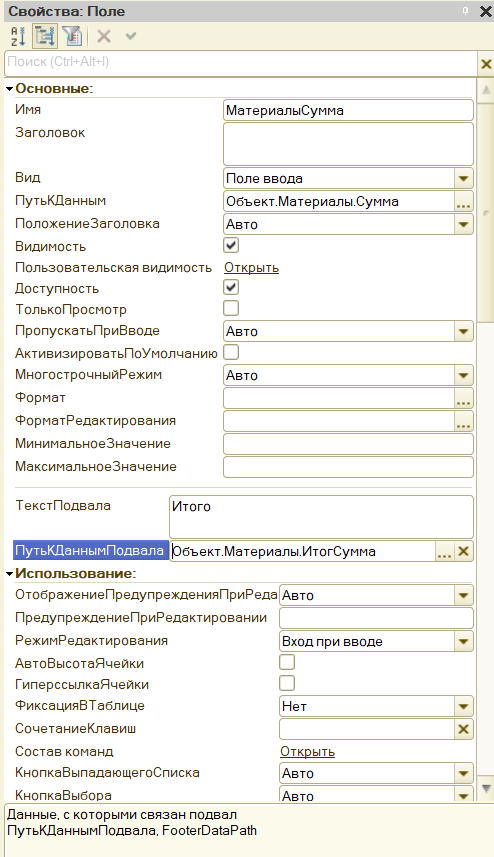 Свойства: Поле
Поиск (Ctrl+Alt+I)
Основные:
Имя МатериалыСумма
Заголовок
Вид Поле ввода
ПутьКДанным Объект.Материалы.Сумма ...
ПоложениеЗаголовка Авто
Видимость
Пользовательская видимость Открыть
Доступность
ТолькоПросмотр
ПропускатьПриВводе Авто
АктивизироватьПоУмолчанию
МногострочныйРежим Авто
Формат ...
ФорматРедактирования ...
МинимальноеЗначение
МаксимальноеЗначение
ТекстПодвала Итого
ПутьКДаннымПодвала Объект.Материалы.ИтогСумма ...
Использование:
ОтображениеПредупрежденияПриРеда Авто
ПредупреждениеПриРедактировании
РежимРедактирования Вход при вводе
АвтоВысотаЯчейки
ГиперссылкаЯчейки
ФиксацияВТаблице Нет
СочетаниеКлавиш
Состав команд Открыть
КнопкаВыпадающегоСписка Авто
КнопкаВыбора Авто
Данные, с которыми связан подвал
ПутьКДаннымПодвала, FooterDataPath